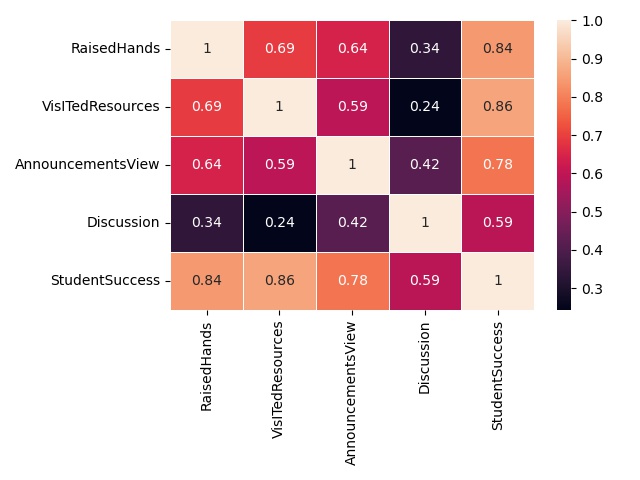 RaisedHands 1 0.69 0.64 0.34 0.84
VisITedResources 0.69 1 0.59 0.24 0.86
AnnouncementsView 0.64 0.59 1 0.42 0.78
Discussion 0.34 0.24 0.42 1 0.59
StudentSuccess 0.84 0.86 0.78 0.59 1
RaisedHands
VisITedResources
AnnouncementsView
Discussion
StudentSuccess
1.0
0.9
0.8
0.7
0.6
0.5
0.4
0.3